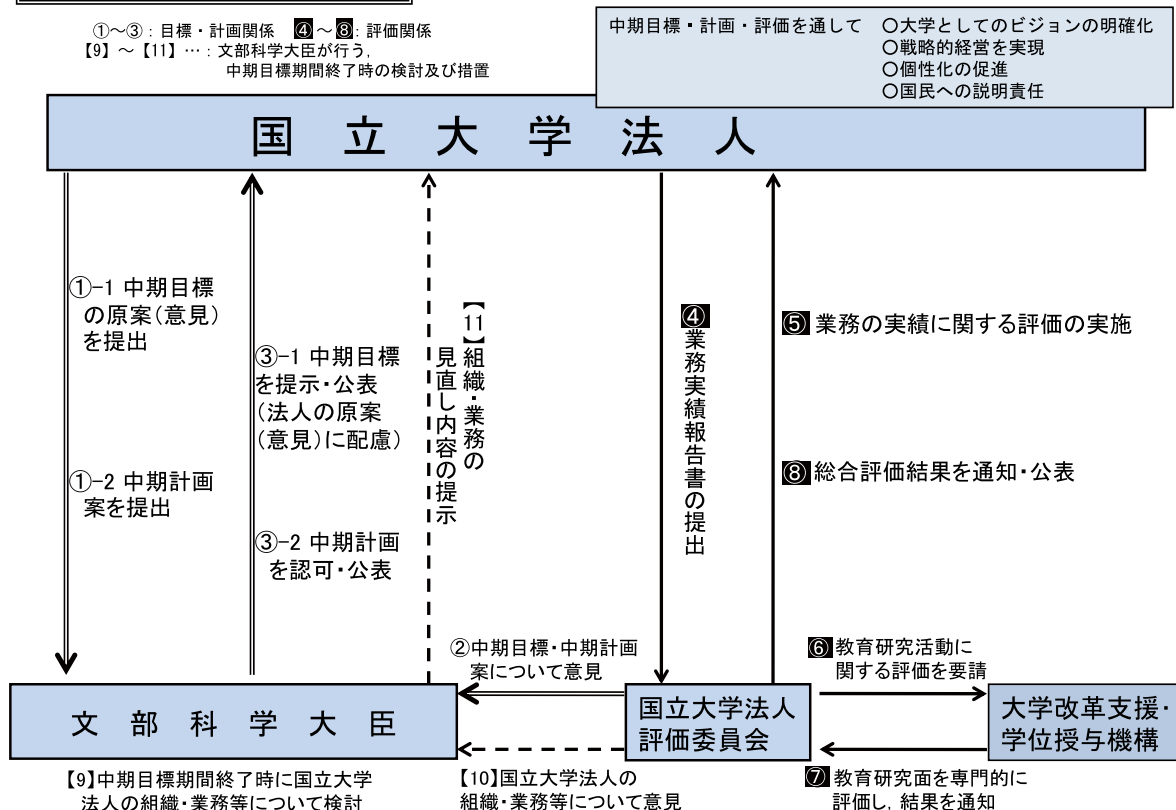 ①～③：目標・計画関係　④～⑧：評価関係
【9】～【11】…：文部科学大臣が行う，
中期目標期間終了時の検討及び措置
中期目標・計画・評価を通して　○大学としてのビジョンの明確化
○戦略的経営を実現
○個性化の促進
○国民への説明責任
国立大学法人
①-1 中期目標
の原案(意見)
を提出
①-2 中期計画
案を提出
③-1 中期目標
を提示・公表
(法人の原案
(意見)に配慮)
③-2 中期計画
を認可・公表
【11】組織・業務の
見直し内容の提示
④業務実績報告書の提出
⑤ 業務の実績に関する評価の実施
⑧ 総合評価結果を通知・公表
②中期目標・中期計画
案について意見
⑥ 教育研究活動に
関する評価を要請
文部科学大臣
国立大学法人
評価委員会
大学改革支援・
学位授与機構
【9】中期目標期間終了時に国立大学
法人の組織・業務等について検討
【10】国立大学法人の
組織・業務等について意見
⑦ 教育研究面を専門的に
評価し，結果を通知